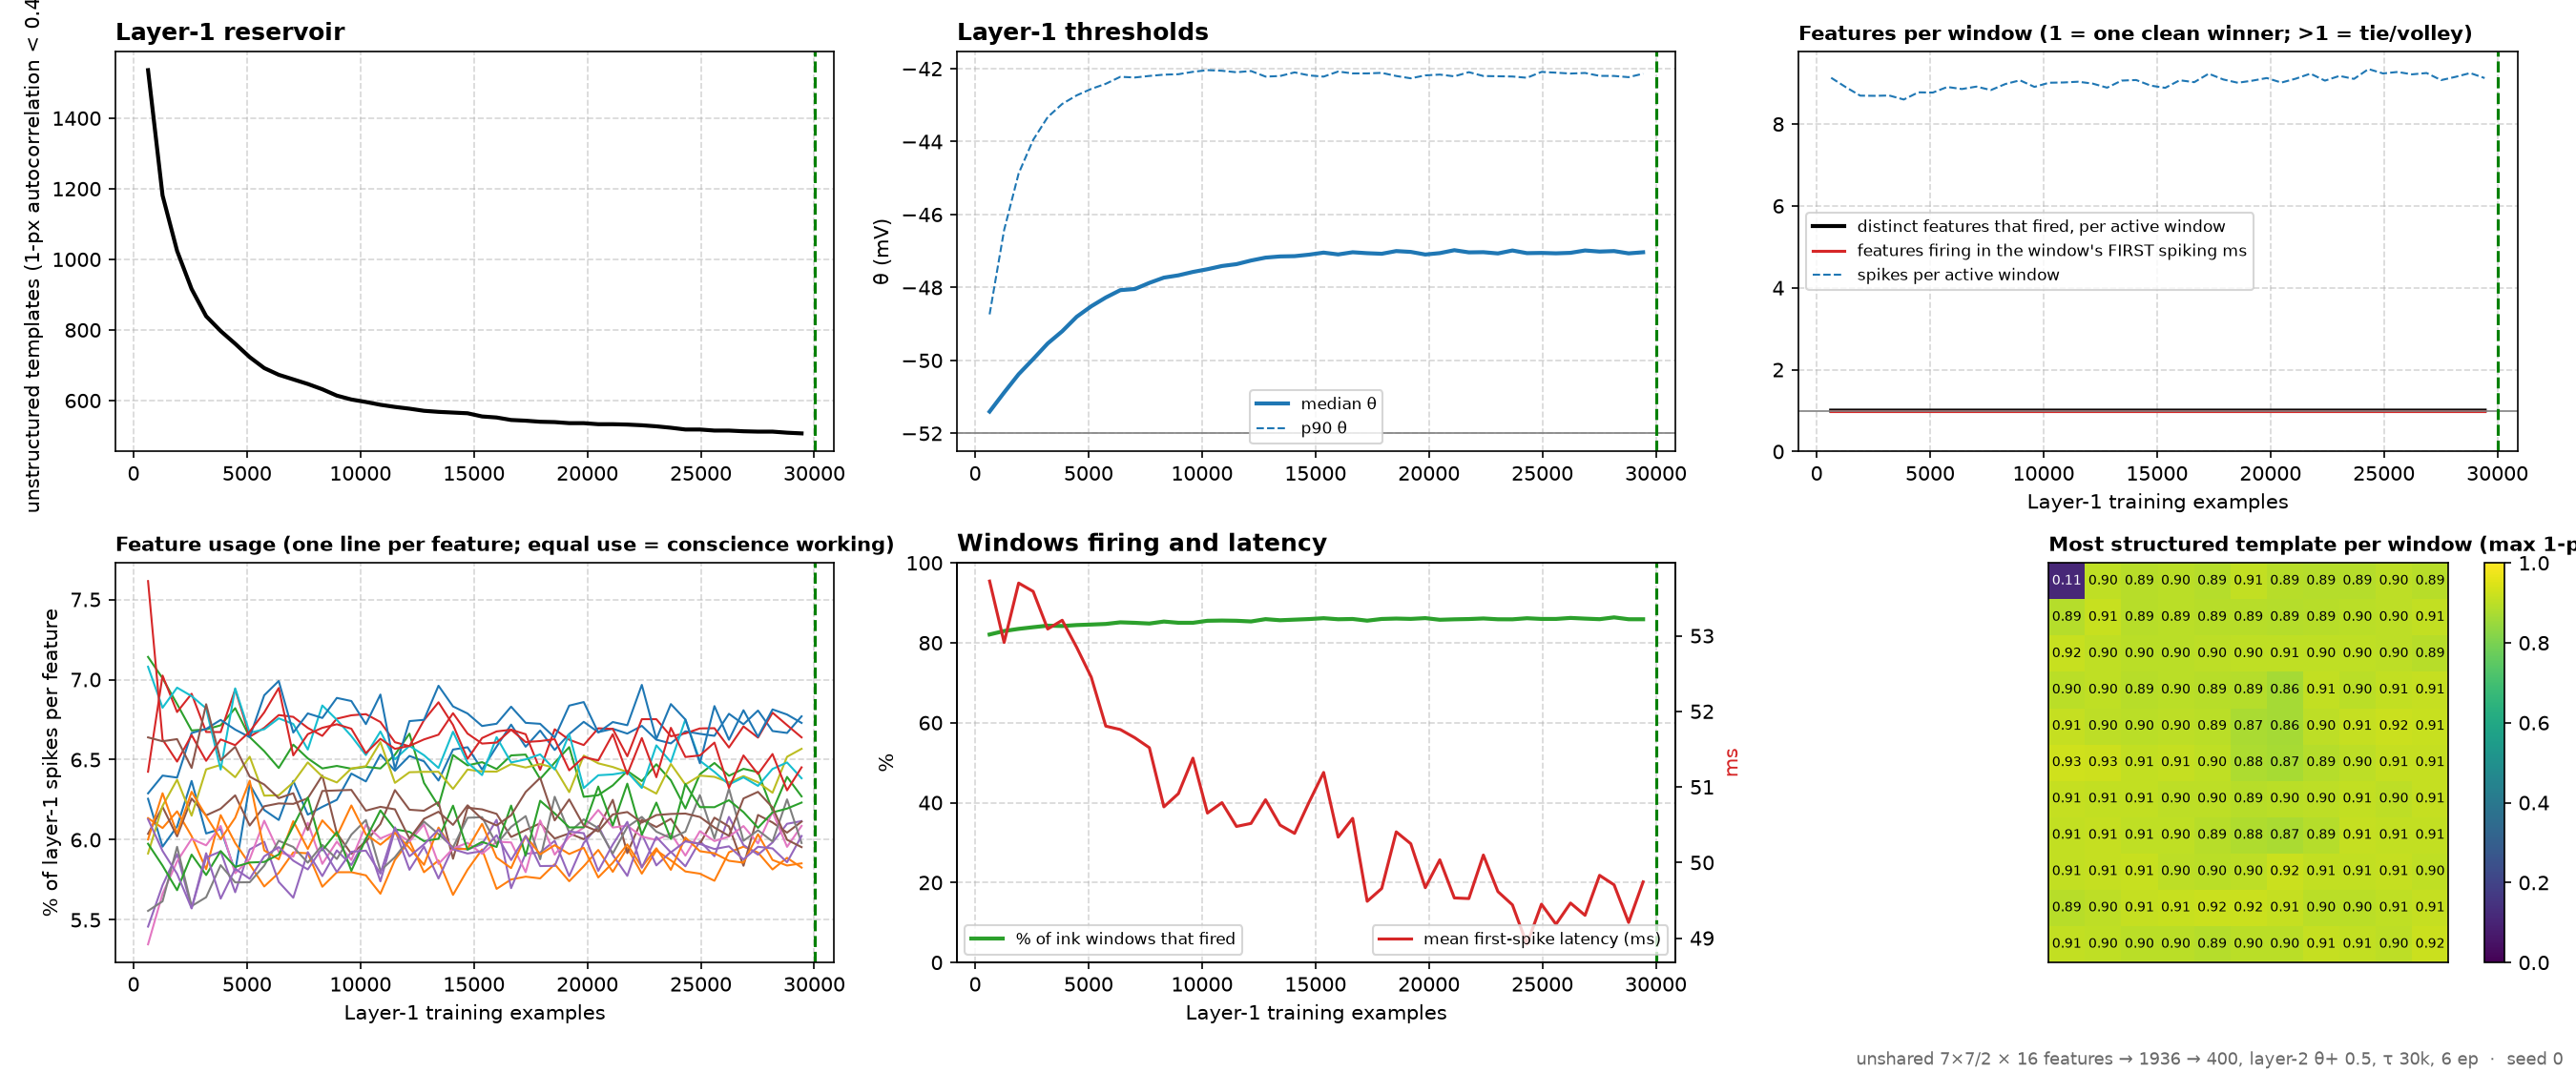 Layer-1 reservoir
unstructured templates (1-px autocorrelation < 0.4
1400
1200
1000
800
600
0 5000 10000 15000 20000 25000 30000
Layer-1 thresholds
θ (mV)
−42
−44
−46
−48
−50
−52
median θ
p90 θ
0 5000 10000 15000 20000 25000 30000
Features per window (1 = one clean winner; >1 = tie/volley)
8
6
4
2
0
distinct features that fired, per active window
features firing in the window's FIRST spiking ms
spikes per active window
0 5000 10000 15000 20000 25000 30000
Layer-1 training examples
Feature usage (one line per feature; equal use = conscience working)
% of layer-1 spikes per feature
7.5
7.0
6.5
6.0
5.5
0 5000 10000 15000 20000 25000 30000
Layer-1 training examples
Windows firing and latency
%
100
80
60
40
20
0
ms
53
52
51
50
49
% of ink windows that fired
mean first-spike latency (ms)
0 5000 10000 15000 20000 25000 30000
Layer-1 training examples
Most structured template per window (max 1-p
0.11 0.90 0.89 0.90 0.89 0.91 0.89 0.89 0.89 0.90 0.89
0.89 0.91 0.89 0.89 0.89 0.89 0.89 0.89 0.90 0.90 0.91
0.92 0.90 0.90 0.90 0.90 0.90 0.91 0.90 0.90 0.90 0.89
0.90 0.90 0.89 0.90 0.89 0.89 0.86 0.91 0.90 0.91 0.91
0.91 0.90 0.90 0.90 0.89 0.87 0.86 0.90 0.91 0.92 0.91
0.93 0.93 0.91 0.91 0.90 0.88 0.87 0.89 0.90 0.91 0.91
0.91 0.91 0.91 0.90 0.90 0.89 0.90 0.90 0.91 0.90 0.91
0.91 0.91 0.91 0.90 0.89 0.88 0.87 0.89 0.91 0.91 0.91
0.91 0.91 0.91 0.90 0.90 0.90 0.92 0.91 0.91 0.91 0.90
0.89 0.90 0.91 0.91 0.92 0.92 0.91 0.90 0.90 0.91 0.91
0.91 0.90 0.90 0.90 0.89 0.90 0.90 0.91 0.91 0.90 0.92
1.0
0.8
0.6
0.4
0.2
0.0
unshared 7×7/2 × 16 features → 1936 → 400, layer-2 θ+ 0.5, τ 30k, 6 ep · seed 0